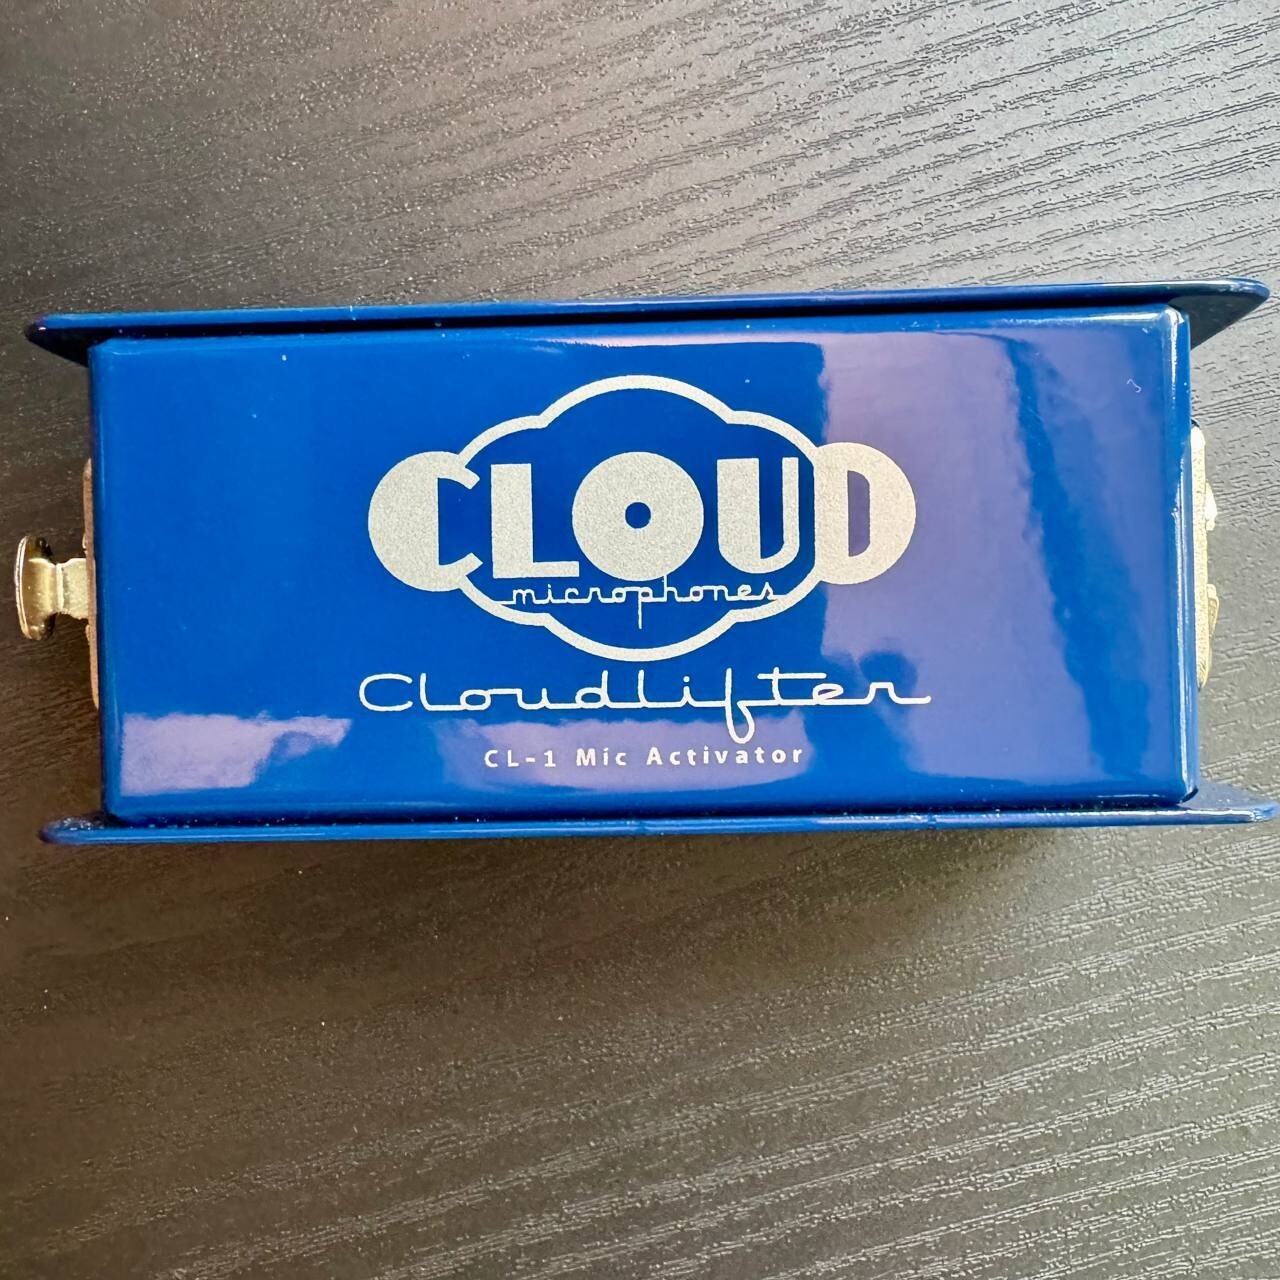 CLOUD
microphones
Cloudlifter
CL-1 Mic Activator